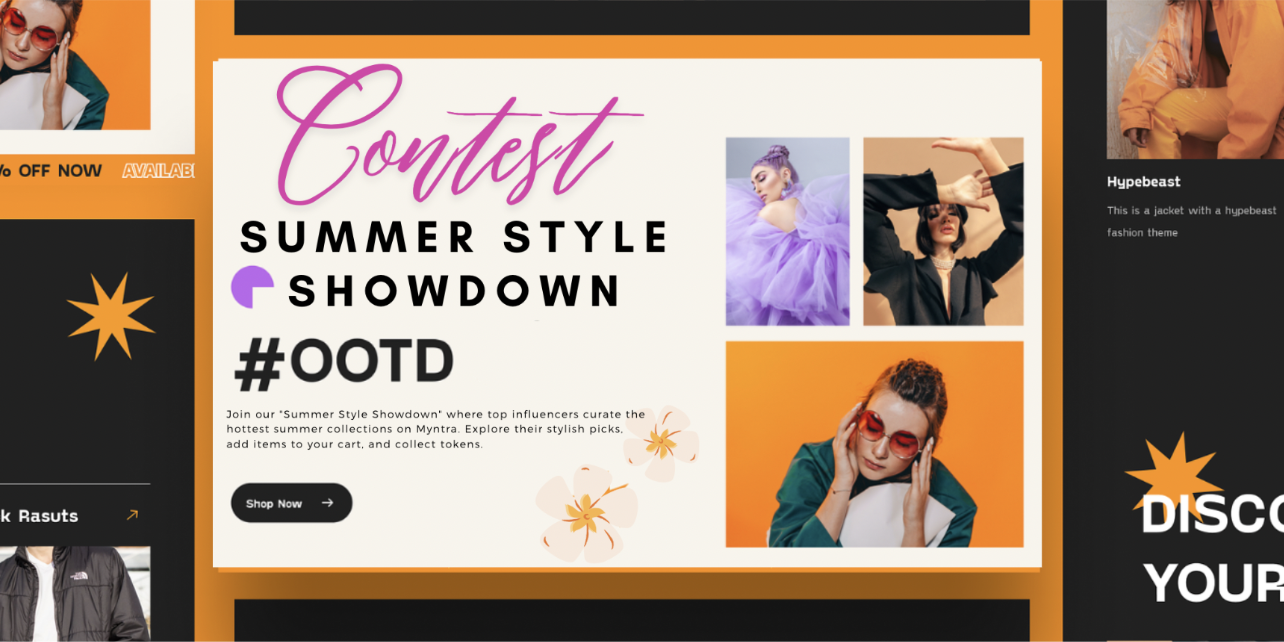 % OFF NOW
k Rasuts
Contest
SUMMER STYLE
SHOWDOWN
#OOTD
Join our "Summer Style Showdown" where top influencers curate the
hottest summer collections on Myntra. Explore their stylish picks,
add items to your cart, and collect tokens.
Shop Now
Hypebeast
This is a jacket with a hypebeast
fashion theme
YOUR